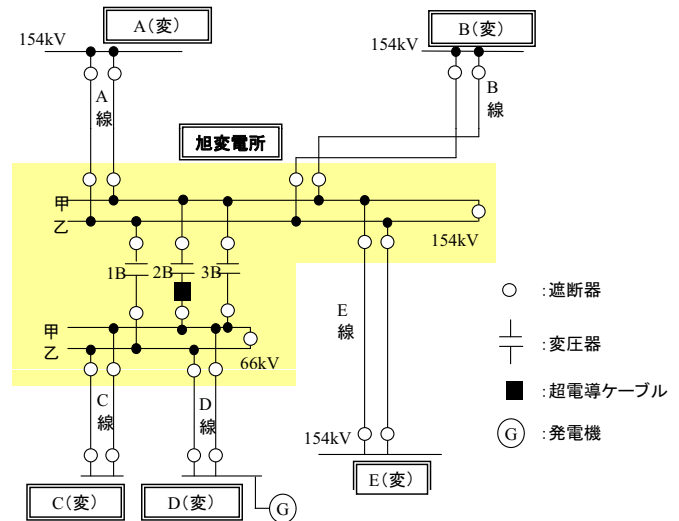 A（変）
B（変）
154kV
154kV
A
線
B
線
旭変電所
甲
乙
154kV
1B
2B
3B
甲
乙
66kV
E
線
C
線
D
線
○ :遮断器
:変圧器
■ :超電導ケーブル
G :発電機
154kV
C（変）
D（変）
G
E（変）